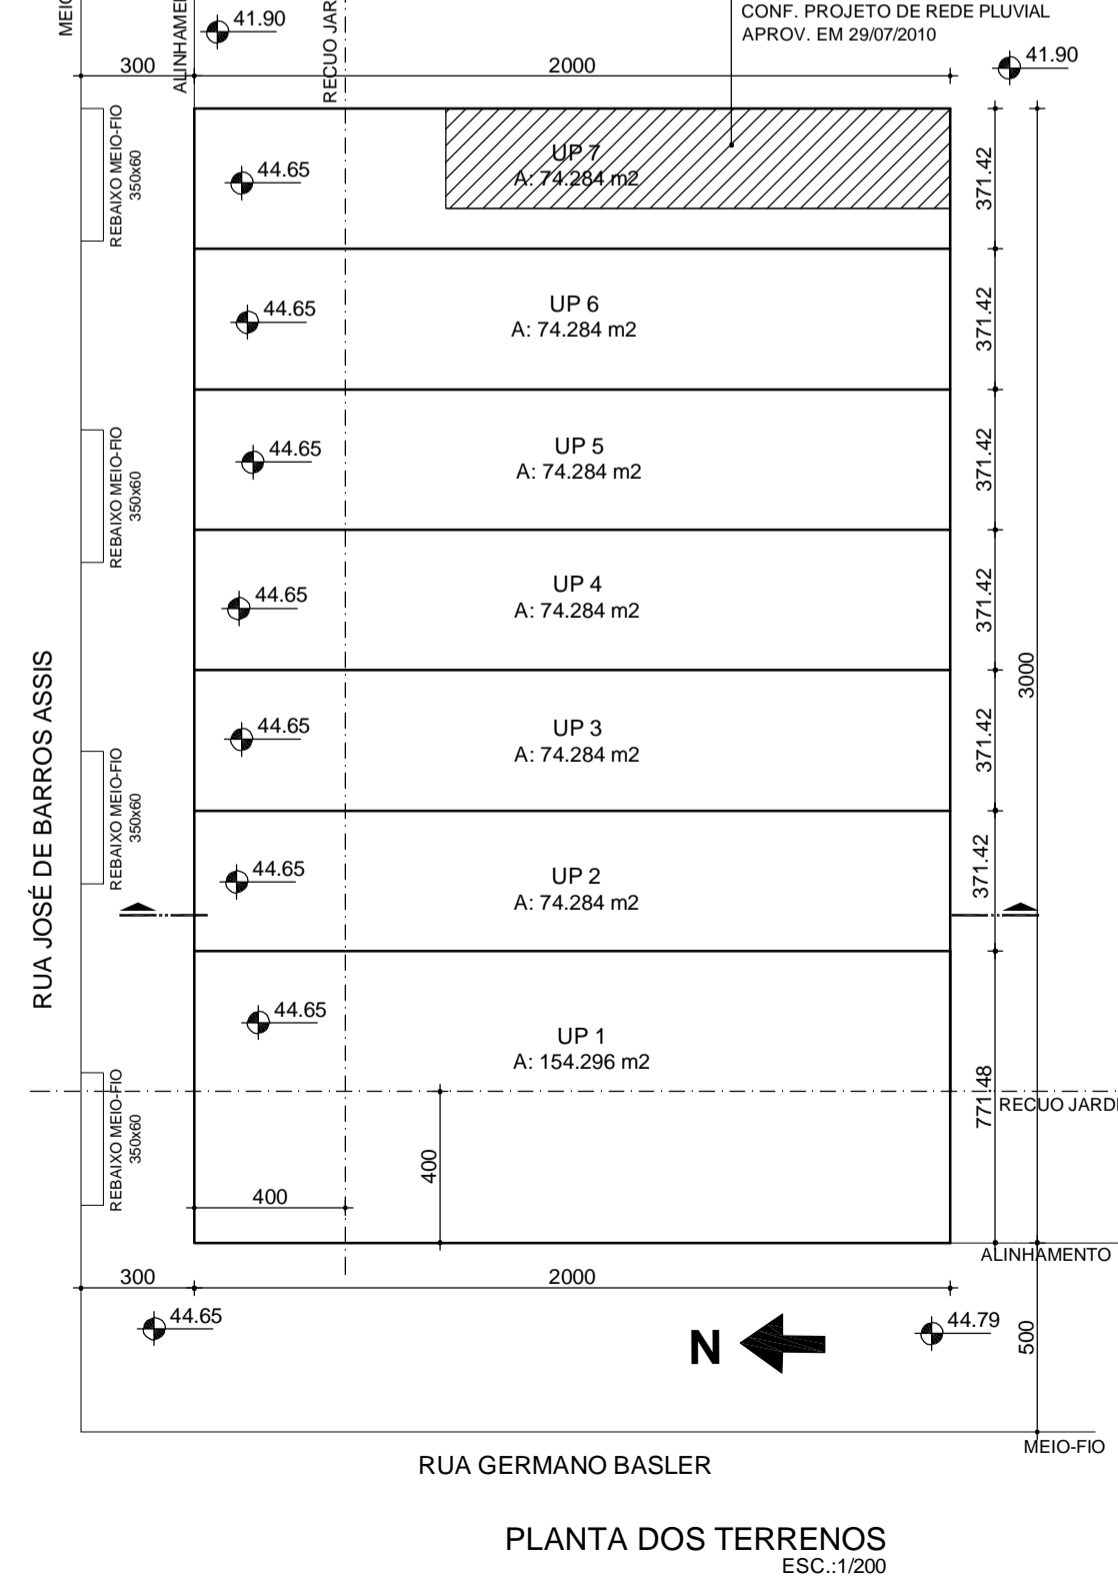 CONF. PROJETO DE REDE PLUVIAL
APROV. EM 29/07/2010
41.90
41.90
MEIO
ALINHAMEN
RECUO JAR
300
2000
REBAIXO MEIO-FIO
350x60
44.65
UP 7
A: 74.284 m2
371.42
44.65
UP 6
A: 74.284 m2
371.42
REBAIXO MEIO-FIO
350x60
44.65
UP 5
A: 74.284 m2
371.42
44.65
UP 4
A: 74.284 m2
371.42
RUA JOSÉ DE BARROS ASSIS
3000
REBAIXO MEIO-FIO
350x60
44.65
UP 3
A: 74.284 m2
371.42
44.65
UP 2
A: 74.284 m2
371.42
44.65
UP 1
A: 154.296 m2
771.48
RECUO JARDI
REBAIXO MEIO-FIO
350x60
400
400
ALINHAMENTO
300
2000
44.65
N
44.79
500
MEIO-FIO
RUA GERMANO BASLER
PLANTA DOS TERRENOS
ESC.:1/200